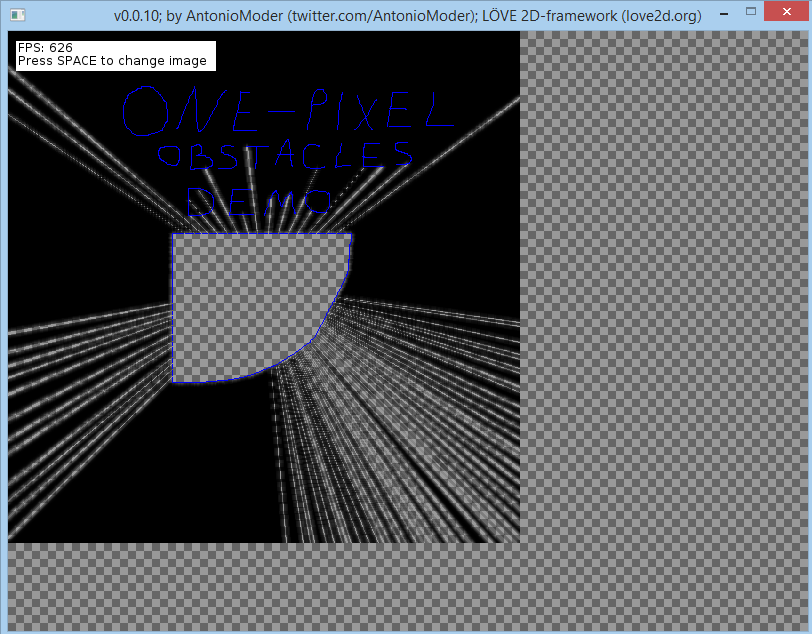 v0.0.10; by AntonioModer (twitter.com/AntonioModer); LÖVE 2D-framework (love2d.org)
FPS: 626
Press SPACE to change image
ONE-PIXEL
OBSTACLES
DEMO